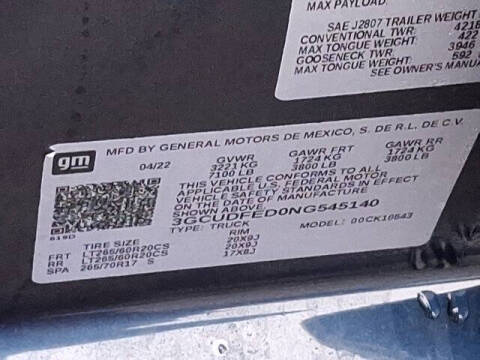 MAX PAYLOAD:
SAE J2807 TRAILER WEIGHT
CONVENTIONAL TWR:
MAX TONGUE WEIGHT: 422
GOOSENECK TWR: 3946
MAX TONGUE WEIGHT: 592
SEE OWNER'S MANUA
gm
MFD BY GENERAL MOTORS DE MEXICO, S. DE R.L. DE C.V.
04/22 GVWR GAWR FRT GAWR RR
3221 KG 1724 KG 1724 KG
7100 LB 3800 LB 3800 LB
THIS VEHICLE CONFORMS TO ALL
APPLICABLE U.S. FEDERAL MOTOR
VEHICLE SAFETY STANDARDS IN EFFECT
ON THE DATE OF MANUFACTURE
3GCUDFED0NG545140
TYPE: TRUCK MODEL: 00CK10543
TIRE SIZE RIM
FRT LT265/60R20CS 20X9J
RR LT265/60R20CS 20X9J
SPA 265/70R17 S 17X8J